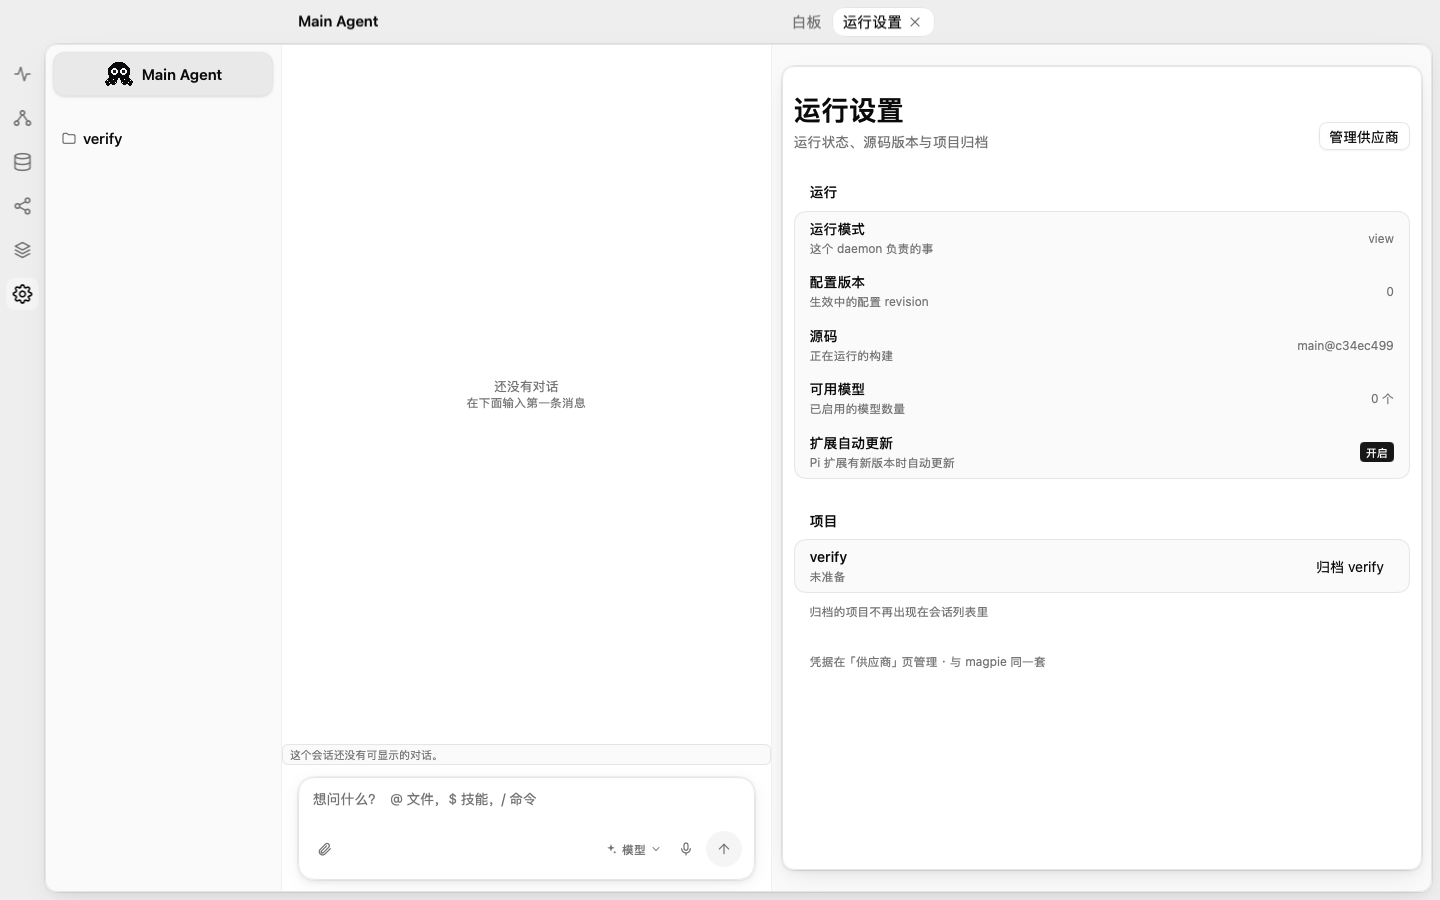 Main Agent
白板
运行设置
Main Agent
verify
还没有对话
在下面输入第一条消息
这个会话还没有可显示的对话。
想问什么? @ 文件, $ 技能, / 命令
模型
运行设置
运行状态、源码版本与项目归档
管理供应商
运行
运行模式
这个 daemon 负责的事
view
配置版本
生效中的配置 revision
0
源码
正在运行的构建
main@c34ec499
可用模型
已启用的模型数量
0 个
扩展自动更新
Pi 扩展有新版本时自动更新
开启
项目
verify
未准备
归档 verify
归档的项目不再出现在会话列表里
凭据在「供应商」页管理 · 与 magpie 同一套